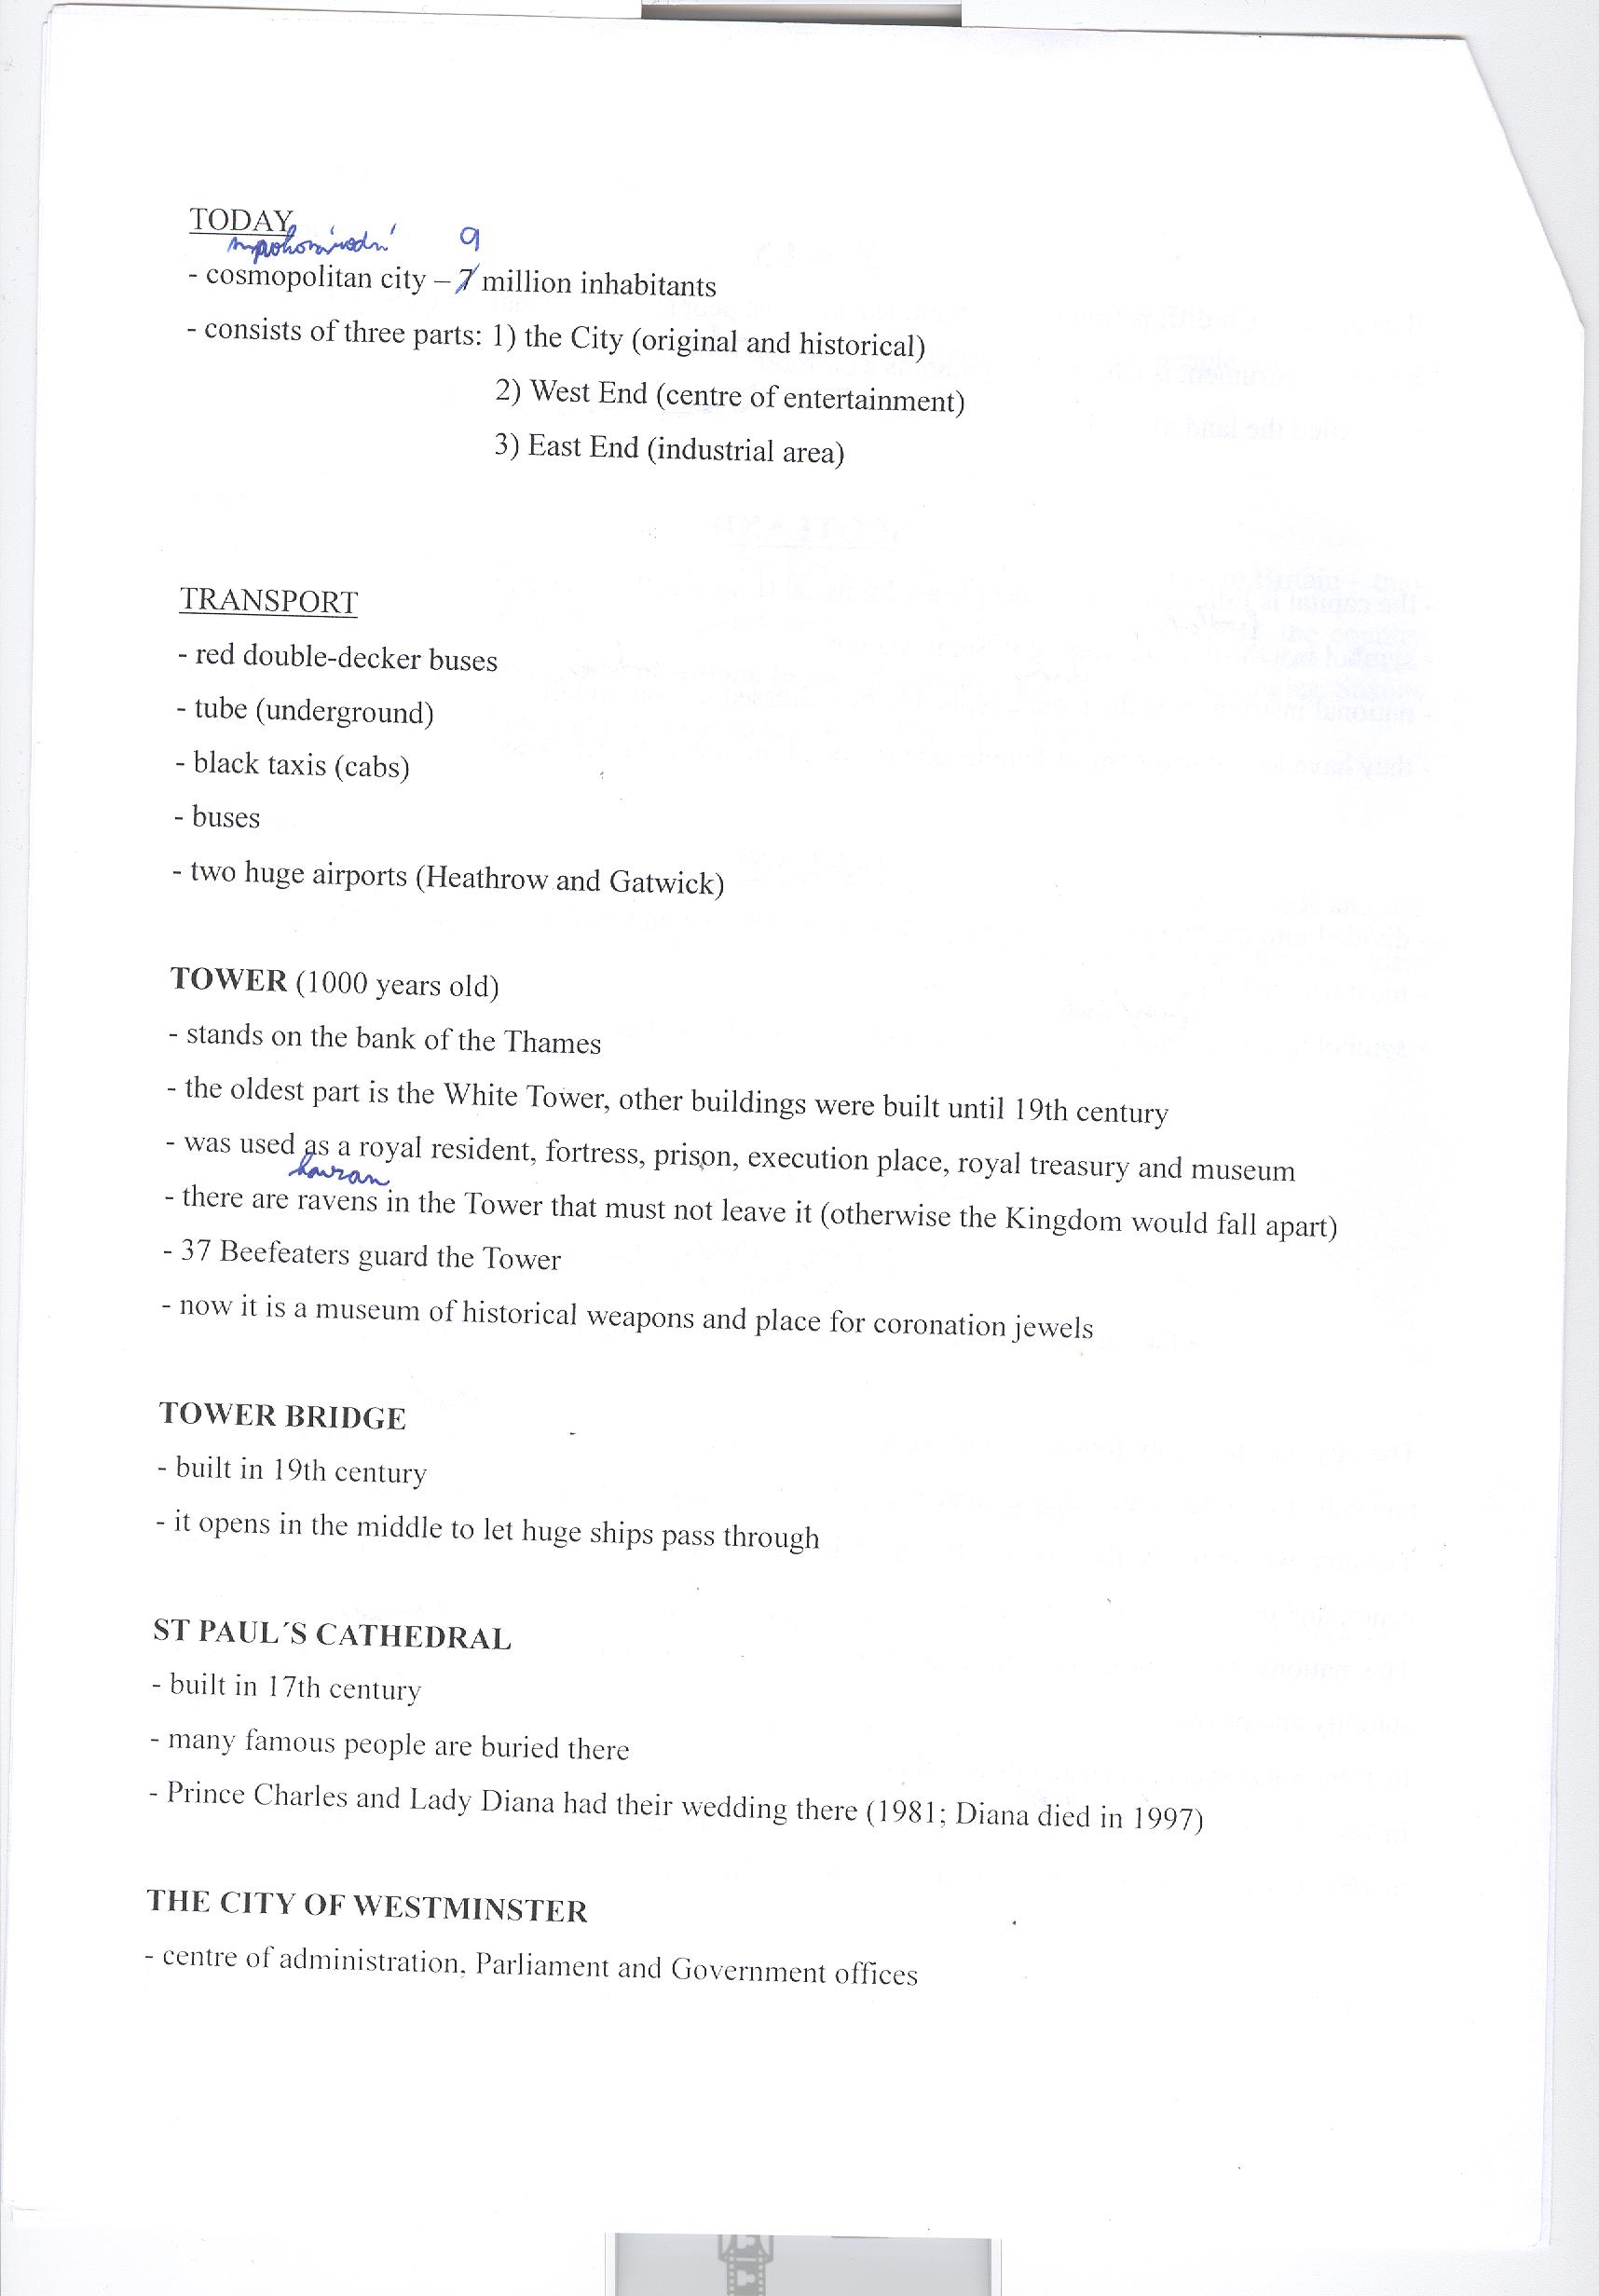 TODAY
9
- cosmopolitan city – 7 million inhabitants
- consists of three parts: 1) the City (original and historical)
2) West End (centre of entertainment)
3) East End (industrial area)
TRANSPORT
- red double-decker buses
- tube (underground)
- black taxis (cabs)
- buses
- two huge airports (Heathrow and Gatwick)
TOWER (1000 years old)
- stands on the bank of the Thames
- the oldest part is the White Tower, other buildings were built until 19th century
- was used as a royal resident, fortress, prison, execution place, royal treasury and museum
havran
- there are ravens in the Tower that must not leave it (otherwise the Kingdom would fall apart)
- 37 Beefeaters guard the Tower
- now it is a museum of historical weapons and place for coronation jewels
TOWER BRIDGE
- built in 19th century
- it opens in the middle to let huge ships pass through
ST PAUL´S CATHEDRAL
- built in 17th century
- many famous people are buried there
- Prince Charles and Lady Diana had their wedding there (1981; Diana died in 1997)
THE CITY OF WESTMINSTER
- centre of administration, Parliament and Government offices